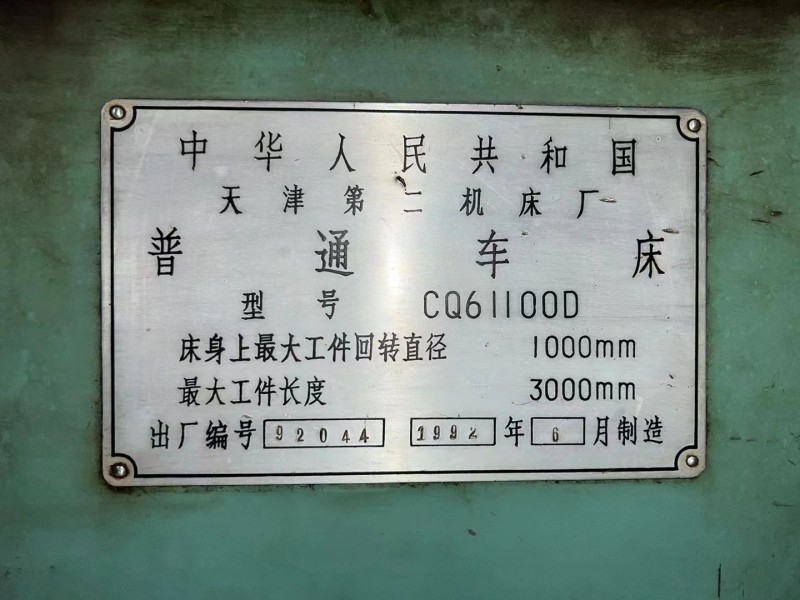 中华人民共和国
天津第二机床厂
普通车床
型号 CQ61100D
床身上最大工件回转直径 1000mm
最大工件长度 3000mm
出厂编号 92044 1992 年 6 月制造